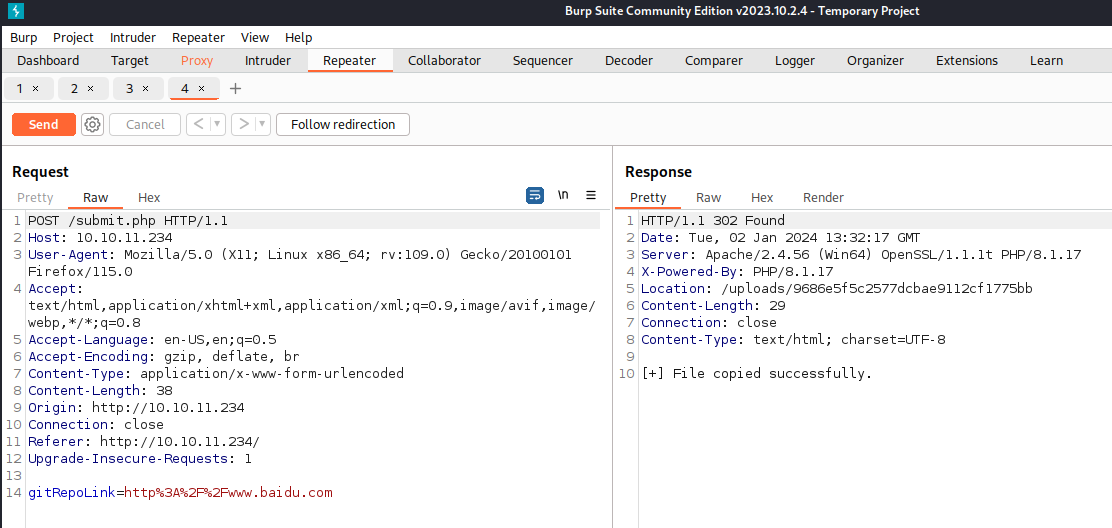 Burp Suite Community Edition v2023.10.2.4 - Temporary Project
Burp Project Intruder Repeater View Help
Dashboard Target Proxy Intruder Repeater Collaborator Sequencer Decoder Comparer Logger Organizer Extensions Learn
1 × 2 × 3 × 4 × +
Send Cancel < > Follow redirection
Request
Pretty Raw Hex \n
1 POST /submit.php HTTP/1.1
2 Host: 10.10.11.234
3 User-Agent: Mozilla/5.0 (X11; Linux x86_64; rv:109.0) Gecko/20100101
Firefox/115.0
4 Accept:
text/html,application/xhtml+xml,application/xml;q=0.9,image/avif,image/
webp,*/*;q=0.8
5 Accept-Language: en-US,en;q=0.5
6 Accept-Encoding: gzip, deflate, br
7 Content-Type: application/x-www-form-urlencoded
8 Content-Length: 38
9 Origin: http://10.10.11.234
10 Connection: close
11 Referer: http://10.10.11.234/
12 Upgrade-Insecure-Requests: 1
13
14 gitRepoLink=http%3A%2F%2Fwww.baidu.com
Response
Pretty Raw Hex Render
1 HTTP/1.1 302 Found
2 Date: Tue, 02 Jan 2024 13:32:17 GMT
3 Server: Apache/2.4.56 (Win64) OpenSSL/1.1.1t PHP/8.1.17
4 X-Powered-By: PHP/8.1.17
5 Location: /uploads/9686e5f5c2577dcbae9112cf1775bb
6 Content-Length: 29
7 Connection: close
8 Content-Type: text/html; charset=UTF-8
9
10 [+] File copied successfully.